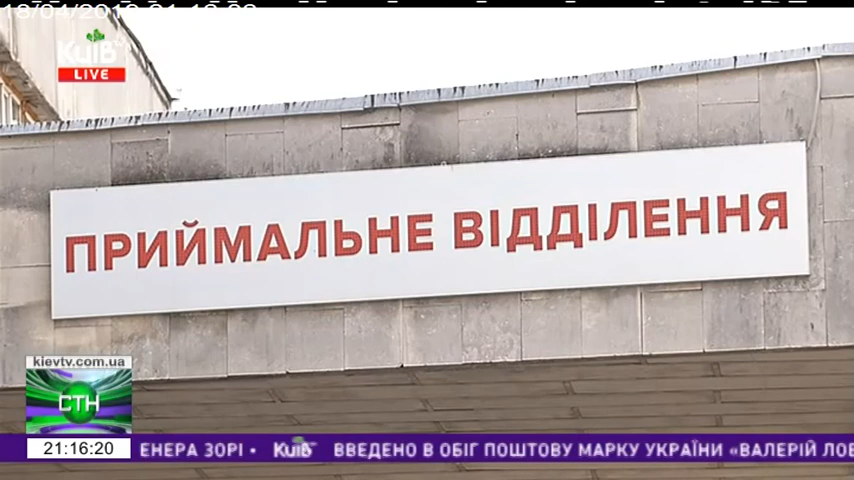 Київ
LIVE
ПРИЙМАЛЬНЕ ВІДДІЛЕННЯ
kievtv.com.ua
СТН
21:16:20
ЕНЕРА ЗОРІ • Київ ВВЕДЕНО В ОБІГ ПОШТОВУ МАРКУ УКРАЇНИ «ВАЛЕРІЙ ЛОВ